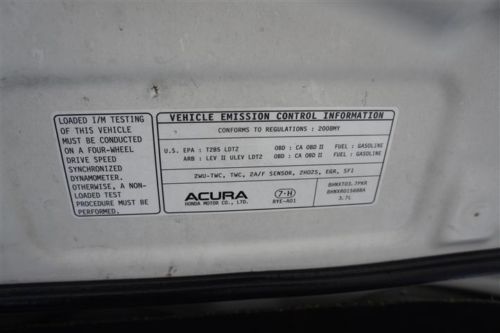 LOADED I/M TESTING
OF THIS VEHICLE
MUST BE CONDUCTED
ON A FOUR-WHEEL
DRIVE SPEED
SYNCHRONIZED
DYNAMOMETER.
OTHERWISE, A NON-
LOADED TEST
PROCEDURE MUST BE
PERFORMED.
VEHICLE EMISSION CONTROL INFORMATION
CONFORMS TO REGULATIONS : 2008MY
U.S. EPA : T2B5 LDT2 OBD : CA OBD II FUEL : GASOLINE
ARB : LEV II ULEV LDT2 OBD : CA OBD II FUEL : GASOLINE
2WU-TWC, TWC, 2A/F SENSOR, 2HO2S, EGR, SFI
ACURA
HONDA MOTOR CO., LTD.
7-H
RYE-A01
8HNXT03.7PKR
8HNXR0150BBA
3.7L